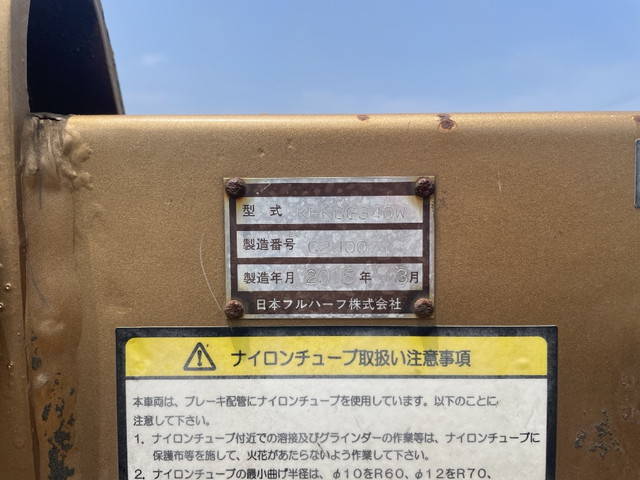 型式
製造番号
製造年月 2015年 3月
日本フルハーフ株式会社
ナイロンチューブ取扱い注意事項
本車両は、ブレーキ配管にナイロンチューブを使用しています。以下のことに
注意して下さい。
1．ナイロンチューブ付近での溶接及びグラインダーの作業等は、ナイロンチューブに
保護布等を施して、火花があたらないよう作業して下さい。
2．ナイロンチューブの最小曲げ半径は、φ10をR60、φ12をR70、